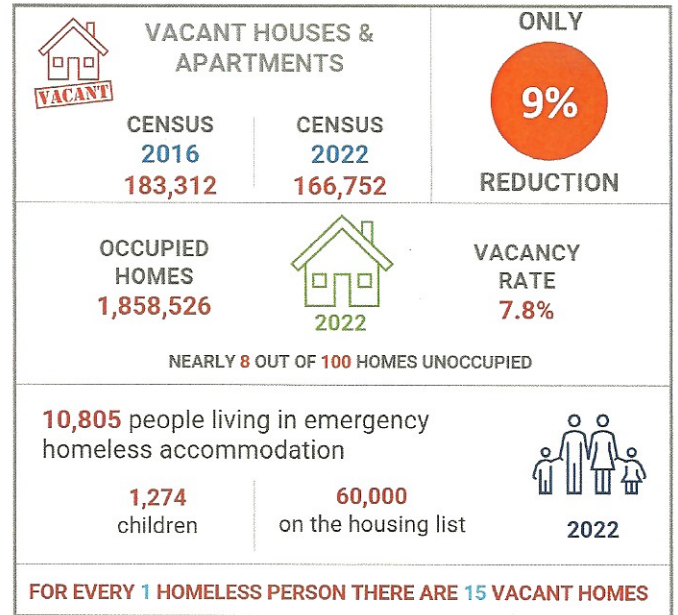 VACANT HOUSES &
APARTMENTS
VACANT
CENSUS
2016
183,312
CENSUS
2022
166,752
ONLY
9%
REDUCTION
OCCUPIED
HOMES
1,858,526
2022
VACANCY
RATE
7.8%
NEARLY 8 OUT OF 100 HOMES UNOCCUPIED
10,805 people living in emergency
homeless accommodation
1,274
children
60,000
on the housing list
2022
FOR EVERY 1 HOMELESS PERSON THERE ARE 15 VACANT HOMES